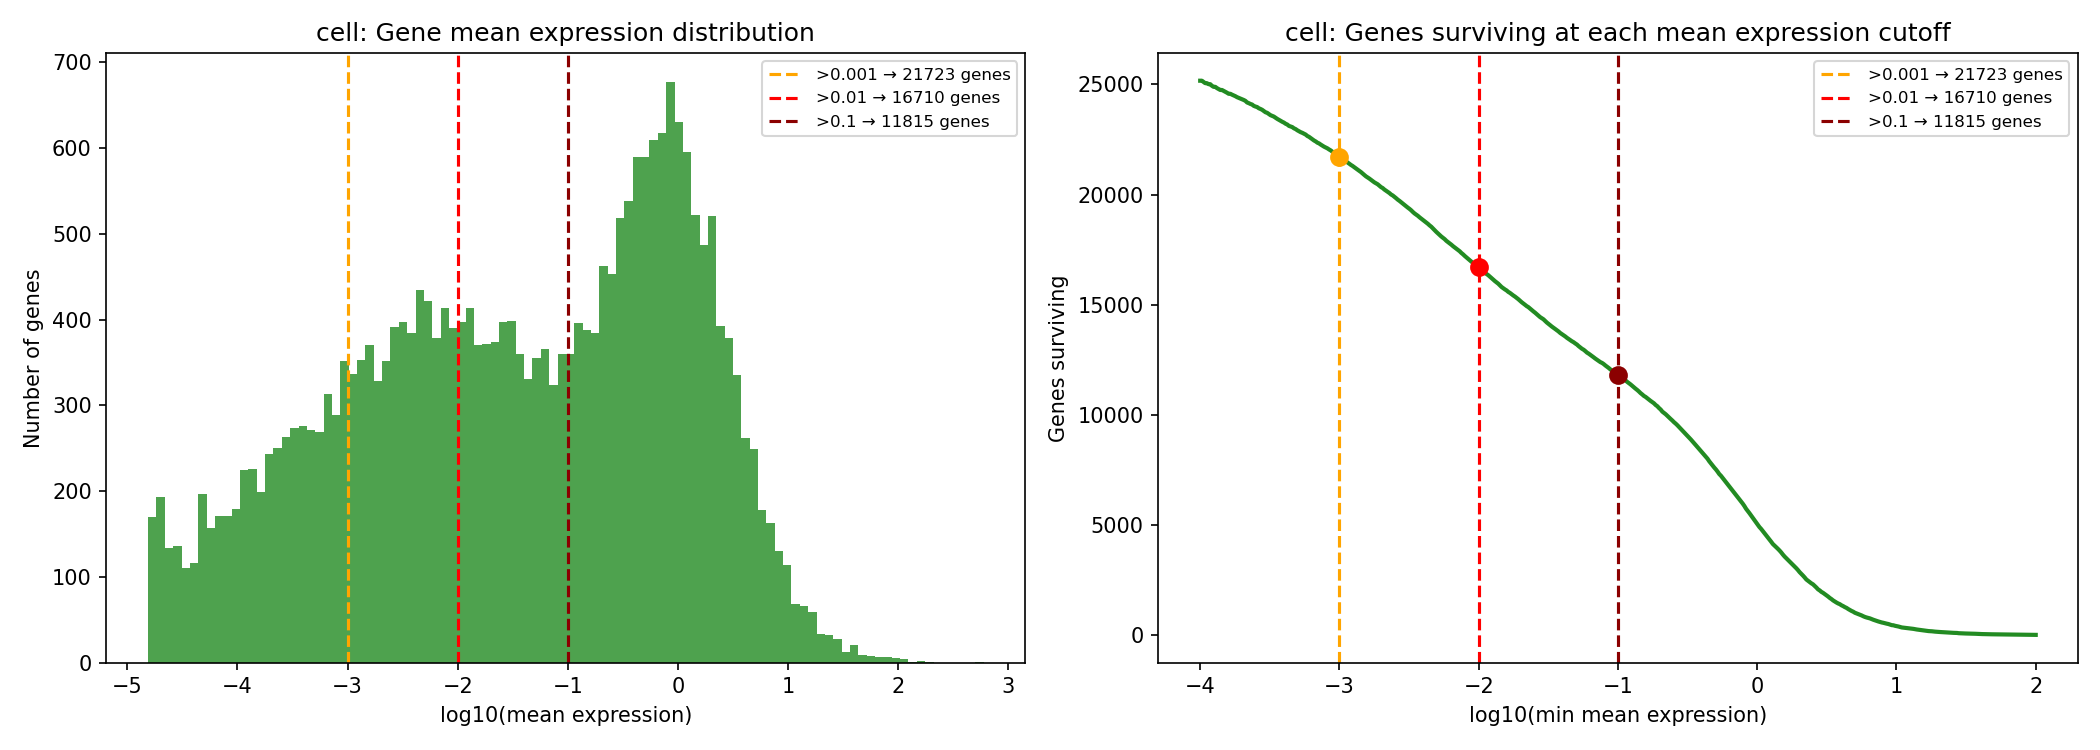 cell: Gene mean expression distribution
700
600
500
400
300
200
100
0
Number of genes
−5
−4
−3
−2
−1
0
1
2
3
log10(mean expression)
>0.001 → 21723 genes
>0.01 → 16710 genes
>0.1 → 11815 genes
cell: Genes surviving at each mean expression cutoff
25000
20000
15000
10000
5000
0
Genes surviving
−4
−3
−2
−1
0
1
2
log10(min mean expression)
>0.001 → 21723 genes
>0.01 → 16710 genes
>0.1 → 11815 genes